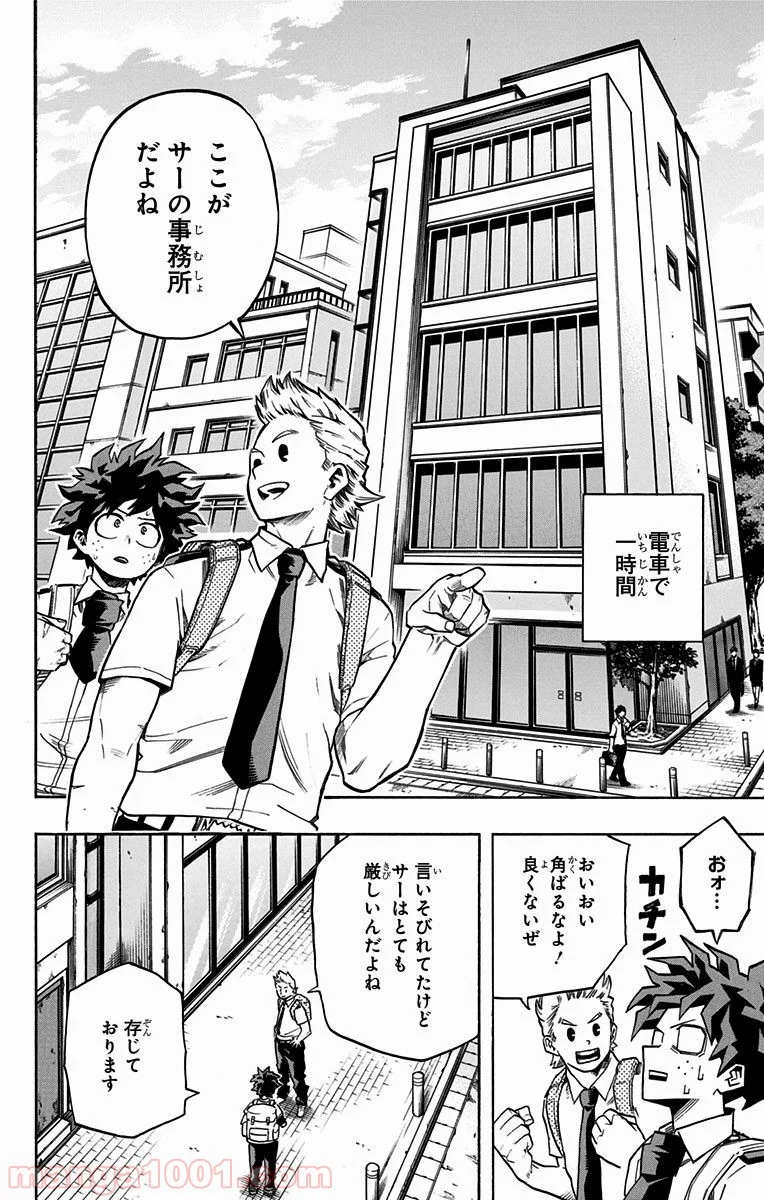 電車で
一時間
ここが
サーの事務所
だよね
おォ…
カチン
おいおい
角ばるなよ！
良くないぜ
言いそびれてたけど
サーはとても
厳しいんだよね
存じて
おります
manga1001.com